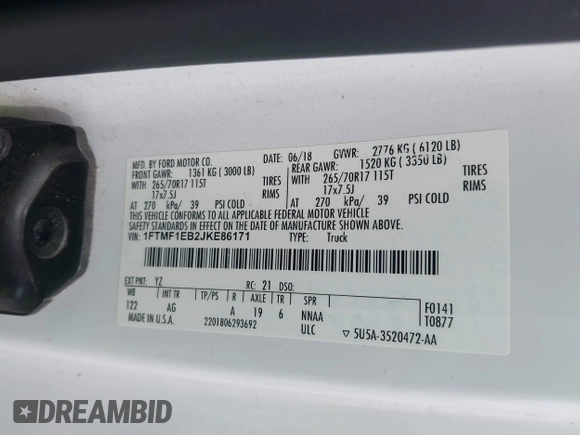 MFD. BY FORD MOTOR CO.
DATE: 06/18 GVWR: 2776 KG ( 6120 LB)
FRONT GAWR: 1361 KG ( 3000 LB)
REAR GAWR: 1520 KG ( 3350 LB)
WITH
265/70R17 115T TIRES
17x7.5J RIMS
AT 270 kPa/ 39 PSI COLD
WITH
265/70R17 115T TIRES
17x7.5J RIMS
AT 270 kPa/ 39 PSI COLD
THIS VEHICLE CONFORMS TO ALL APPLICABLE FEDERAL MOTOR VEHICLE
SAFETY STANDARDS IN EFFECT ON THE DATE OF MANUFACTURE SHOWN ABOVE.
VIN: 1FTMF1EB2JKE86171 TYPE: Truck
EXT PNT: YZ RC: 21 DSO:
WB INT TR TP/PS R AXLE TR SPR
122 AG A 19 6 NNAA
F0141
T0877
MADE IN U.S.A. 2201806293692 ULC ▽ 5U5A-3520472-AA
DREAMBID